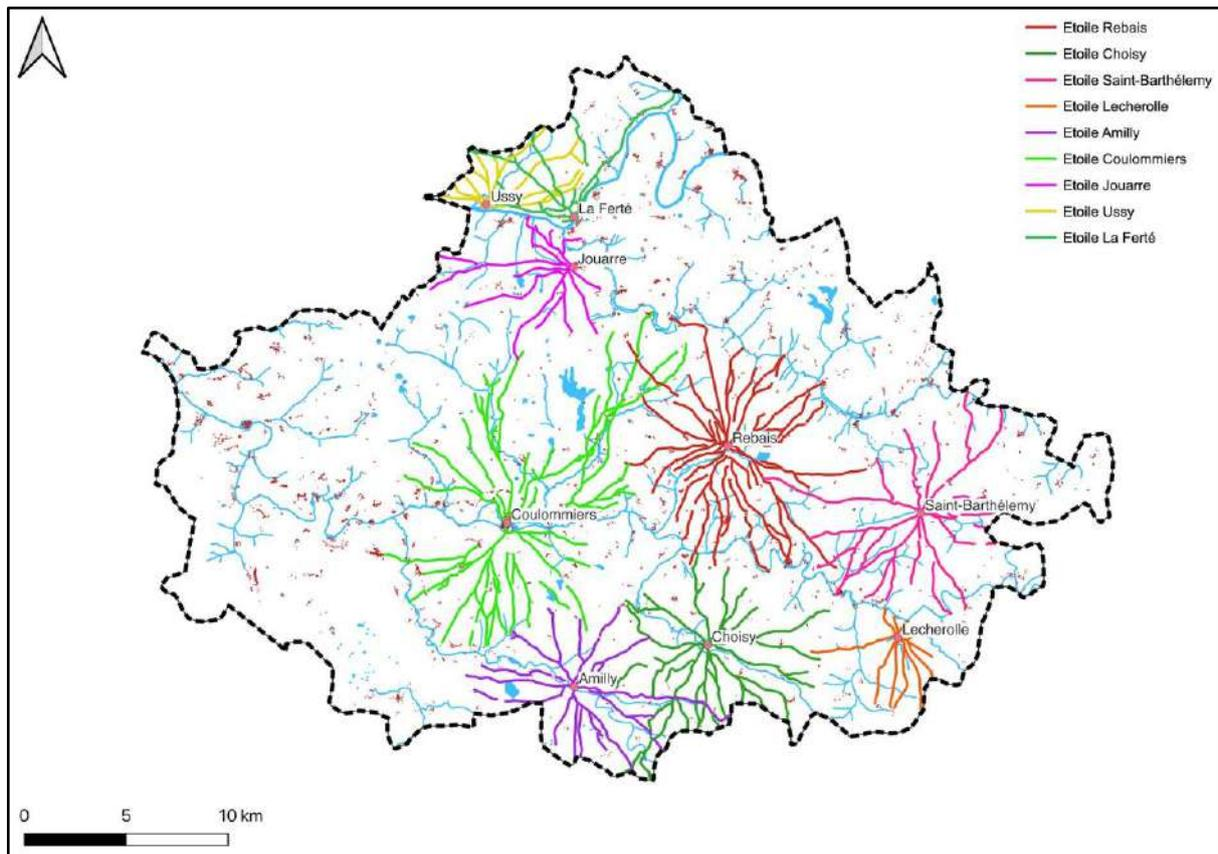 Etoile Rebais
Etoile Choisy
Etoile Saint-Barthélemy
Etoile Lecherolle
Etoile Amilly
Etoile Coulommiers
Etoile Jouarre
Etoile Ussy
Etoile La Ferté
Ussy
La Ferté
Jouarre
Rebais
Saint-Barthélemy
Coulommiers
Lecherolle
Choisy
Amilly
0 5 10 km